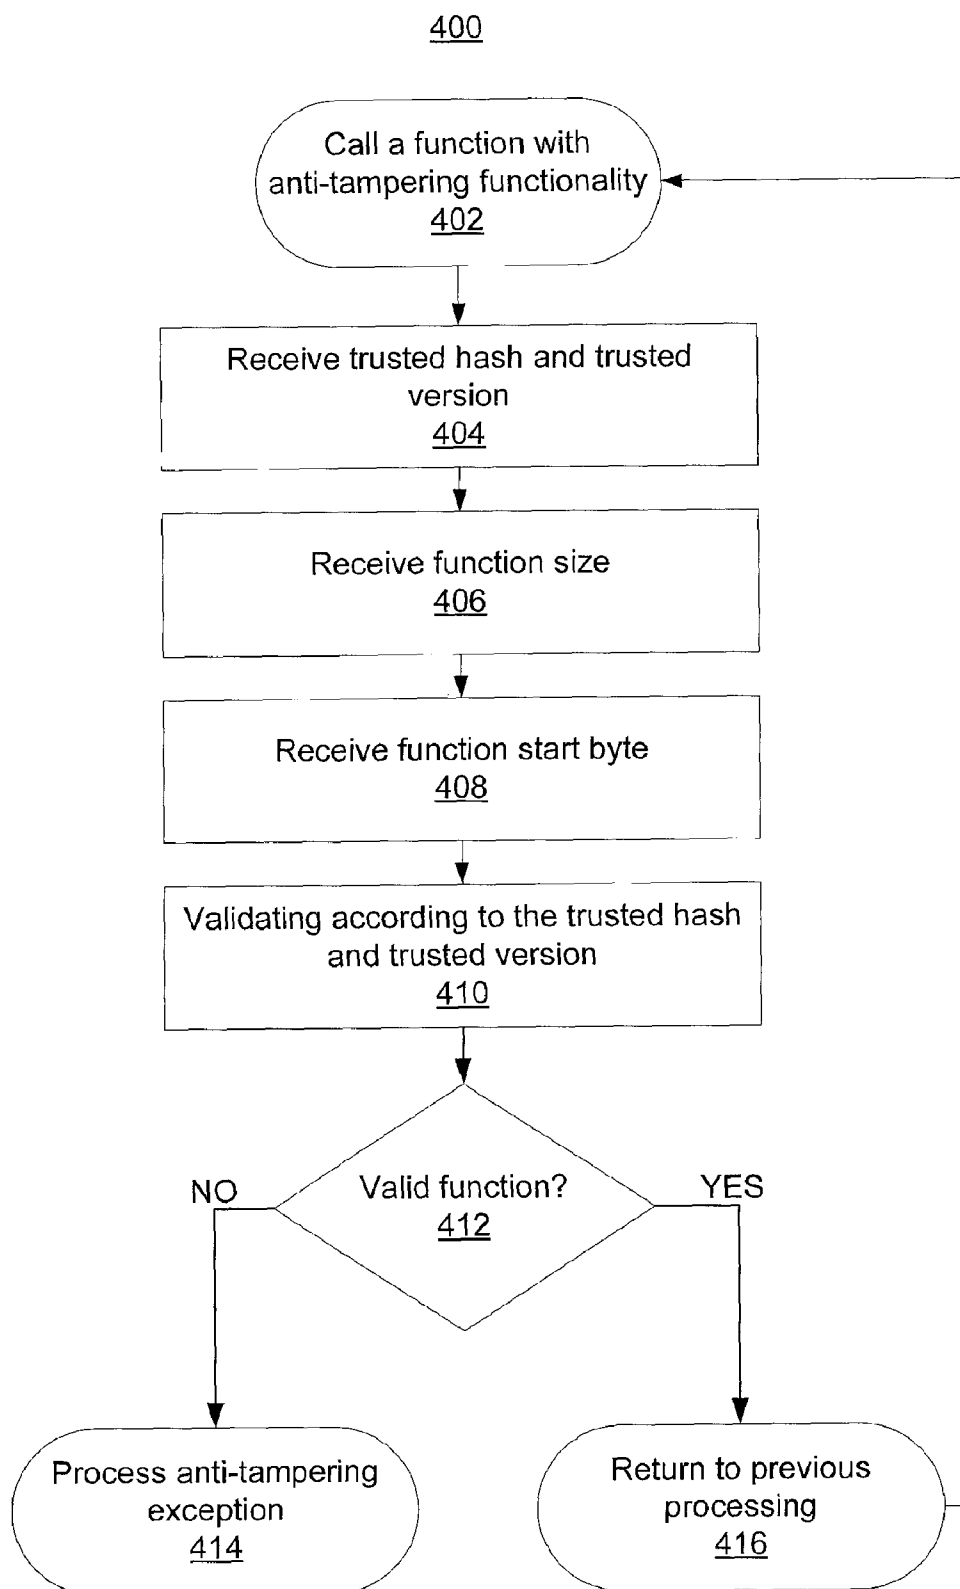 400
Call a function with
anti-tampering functionality
402
Receive trusted hash and trusted
version
404
Receive function size
406
Receive function start byte
408
Validating according to the trusted hash
and trusted version
410
Valid function?
412
NO
YES
Process anti-tampering
exception
414
Return to previous
processing
416